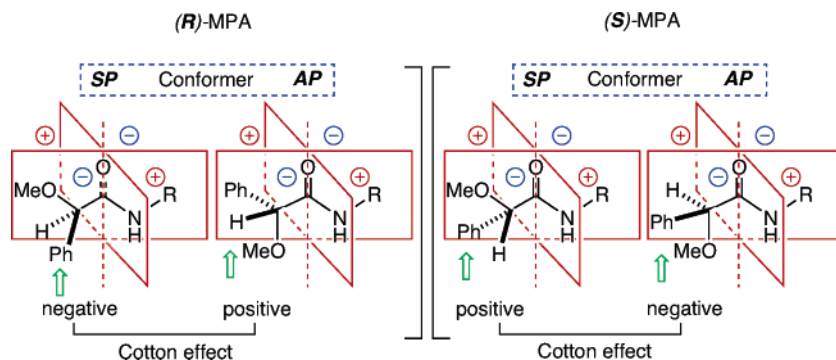 (R)-MPA
(S)-MPA
SP Conformer AP
SP Conformer AP
+ − − + O MeO H Ph N H R
+ − − + O Ph H MeO N H R
+ − − + O MeO Ph H N H R
+ − − + O H Ph MeO N H R
negative positive
positive negative
Cotton effect
Cotton effect